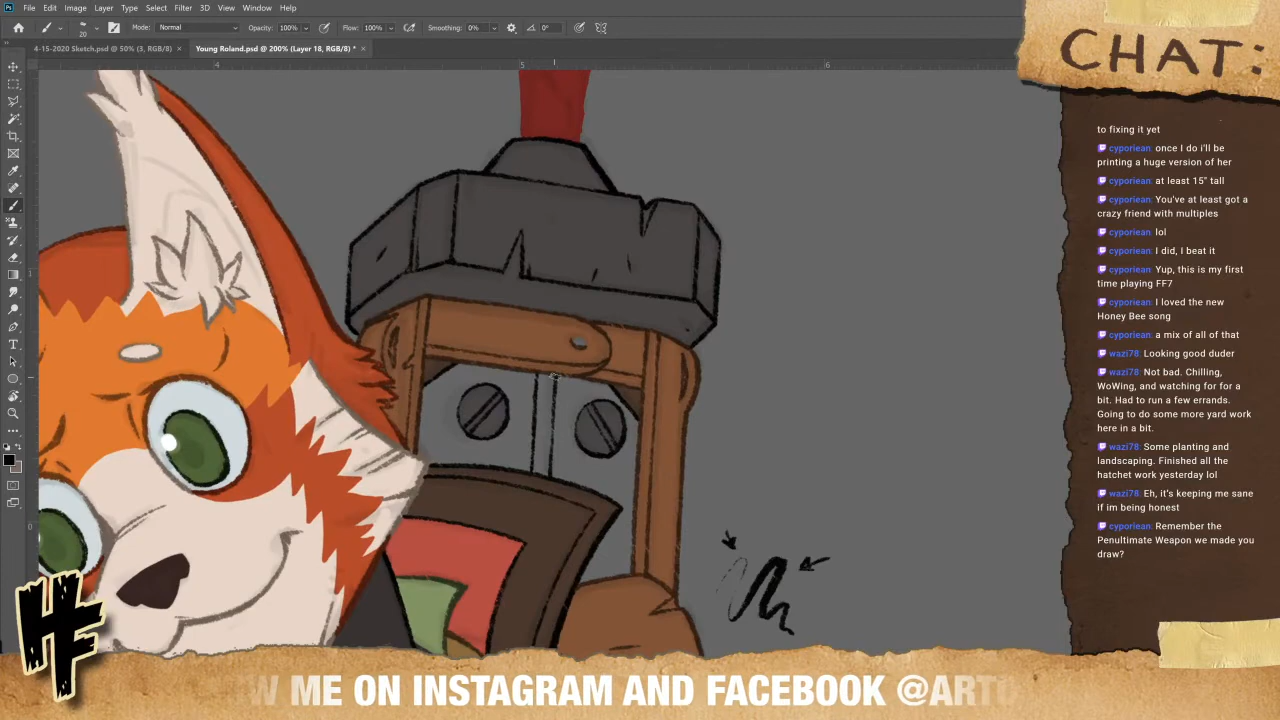 File Edit Image Layer Type Select Filter 3D View Window Help
20 Mode: Normal Opacity: 100% Flow: 100% Smoothing: 0% 0°
4-15-2020 Sketch.psd @ 50% (3, RGB/8) × Young Roland.psd @ 200% (Layer 18, RGB/8) * ×
4 5 6
CHAT:
to fixing it yet
cyporiean: once I do i'll be
printing a huge version of her
cyporiean: at least 15" tall
cyporiean: You've at least got a
crazy friend with multiples
cyporiean: lol
cyporiean: I did, I beat it
cyporiean: Yup, this is my first
time playing FF7
cyporiean: I loved the new
Honey Bee song
cyporiean: a mix of all of that
wazi78: Looking good duder
wazi78: Not bad. Chilling,
WoWing, and watching for for a
bit. Had to run a few errands.
Going to do some more yard work
here in a bit.
wazi78: Some planting and
landscaping. Finished all the
hatchet work yesterday lol
wazi78: Eh, it's keeping me sane
if im being honest
cyporiean: Remember the
Penultimate Weapon we made you
draw?
HF
W ME ON INSTAGRAM AND FACEBOOK @ARTO